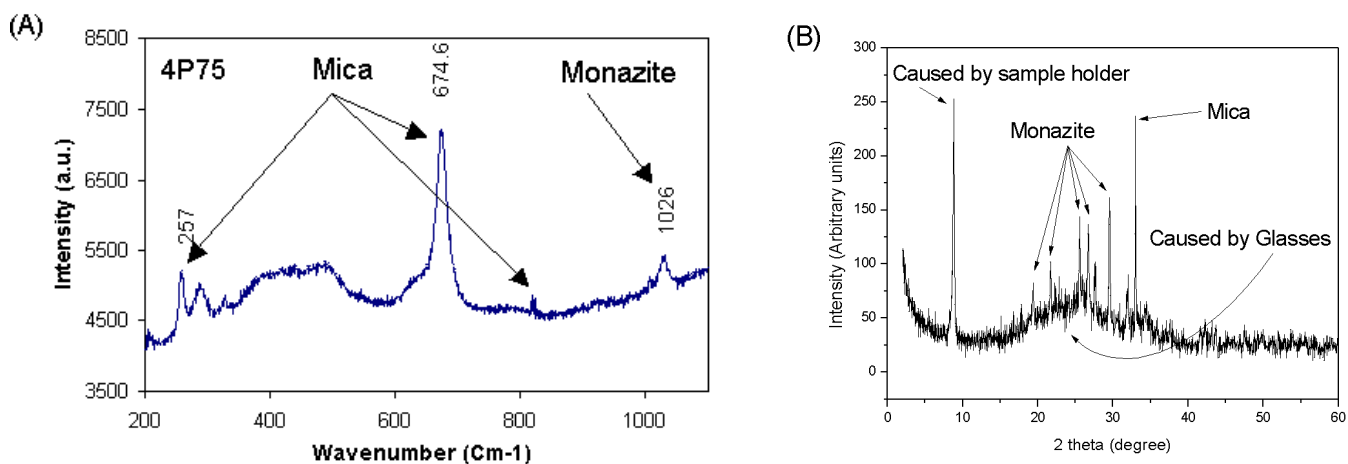 (A)
8500
7500
6500
5500
4500
3500
Intensity (a.u.)
4P75
Mica
674.6
Monazite
257
1026
200
400
600
800
1000
Wavenumber (Cm-1)
(B)
300
250
200
150
100
50
0
Intensity (Arbitrary units)
Caused by sample holder
Mica
Monazite
Caused by Glasses
0
10
20
30
40
50
60
2 theta (degree)